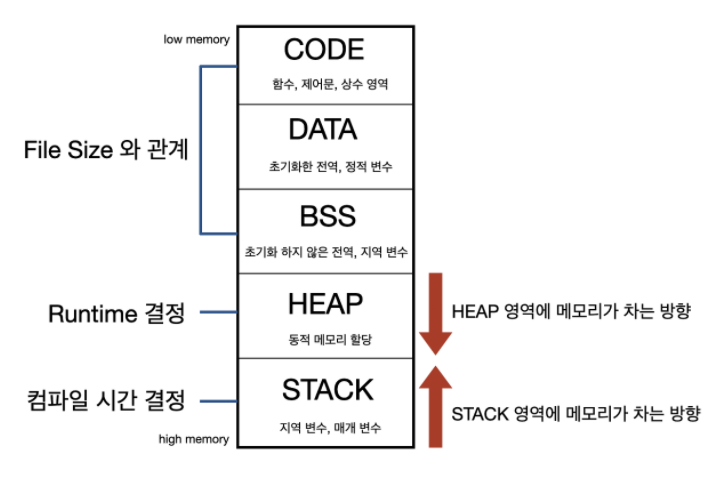 low memory
CODE
함수, 제어문, 상수 영역
File Size 와 관계
DATA
초기화한 전역, 정적 변수
BSS
초기화 하지 않은 전역, 지역 변수
Runtime 결정
HEAP
동적 메모리 할당
HEAP 영역에 메모리가 차는 방향
컴파일 시간 결정
STACK
지역 변수, 매개 변수
STACK 영역에 메모리가 차는 방향
high memory